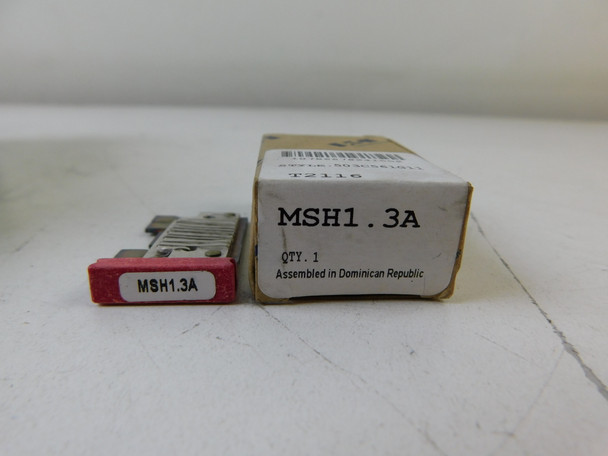 MSH1.3A
T2116
MSH1.3A
QTY.1
Assembled in Dominican Republic